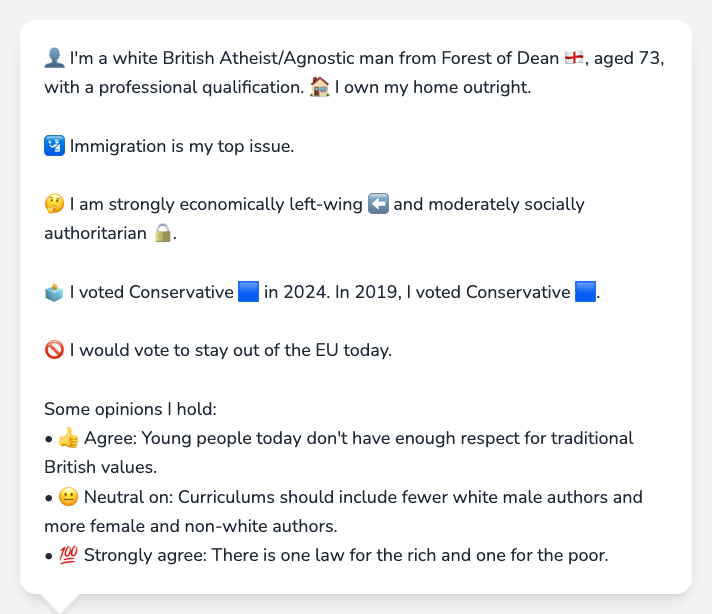 👤 I'm a white British Atheist/Agnostic man from Forest of Dean 🏴󠁧󠁢󠁥󠁮󠁧󠁿, aged 73,
with a professional qualification. 🏠 I own my home outright.
🛂 Immigration is my top issue.
🤔 I am strongly economically left-wing ⬅️ and moderately socially
authoritarian 🔒.
🗳️ I voted Conservative 🟦 in 2024. In 2019, I voted Conservative 🟦.
🚫 I would vote to stay out of the EU today.
Some opinions I hold:
• 👍 Agree: Young people today don't have enough respect for traditional
British values.
• 😐 Neutral on: Curriculums should include fewer white male authors and
more female and non-white authors.
• 💯 Strongly agree: There is one law for the rich and one for the poor.